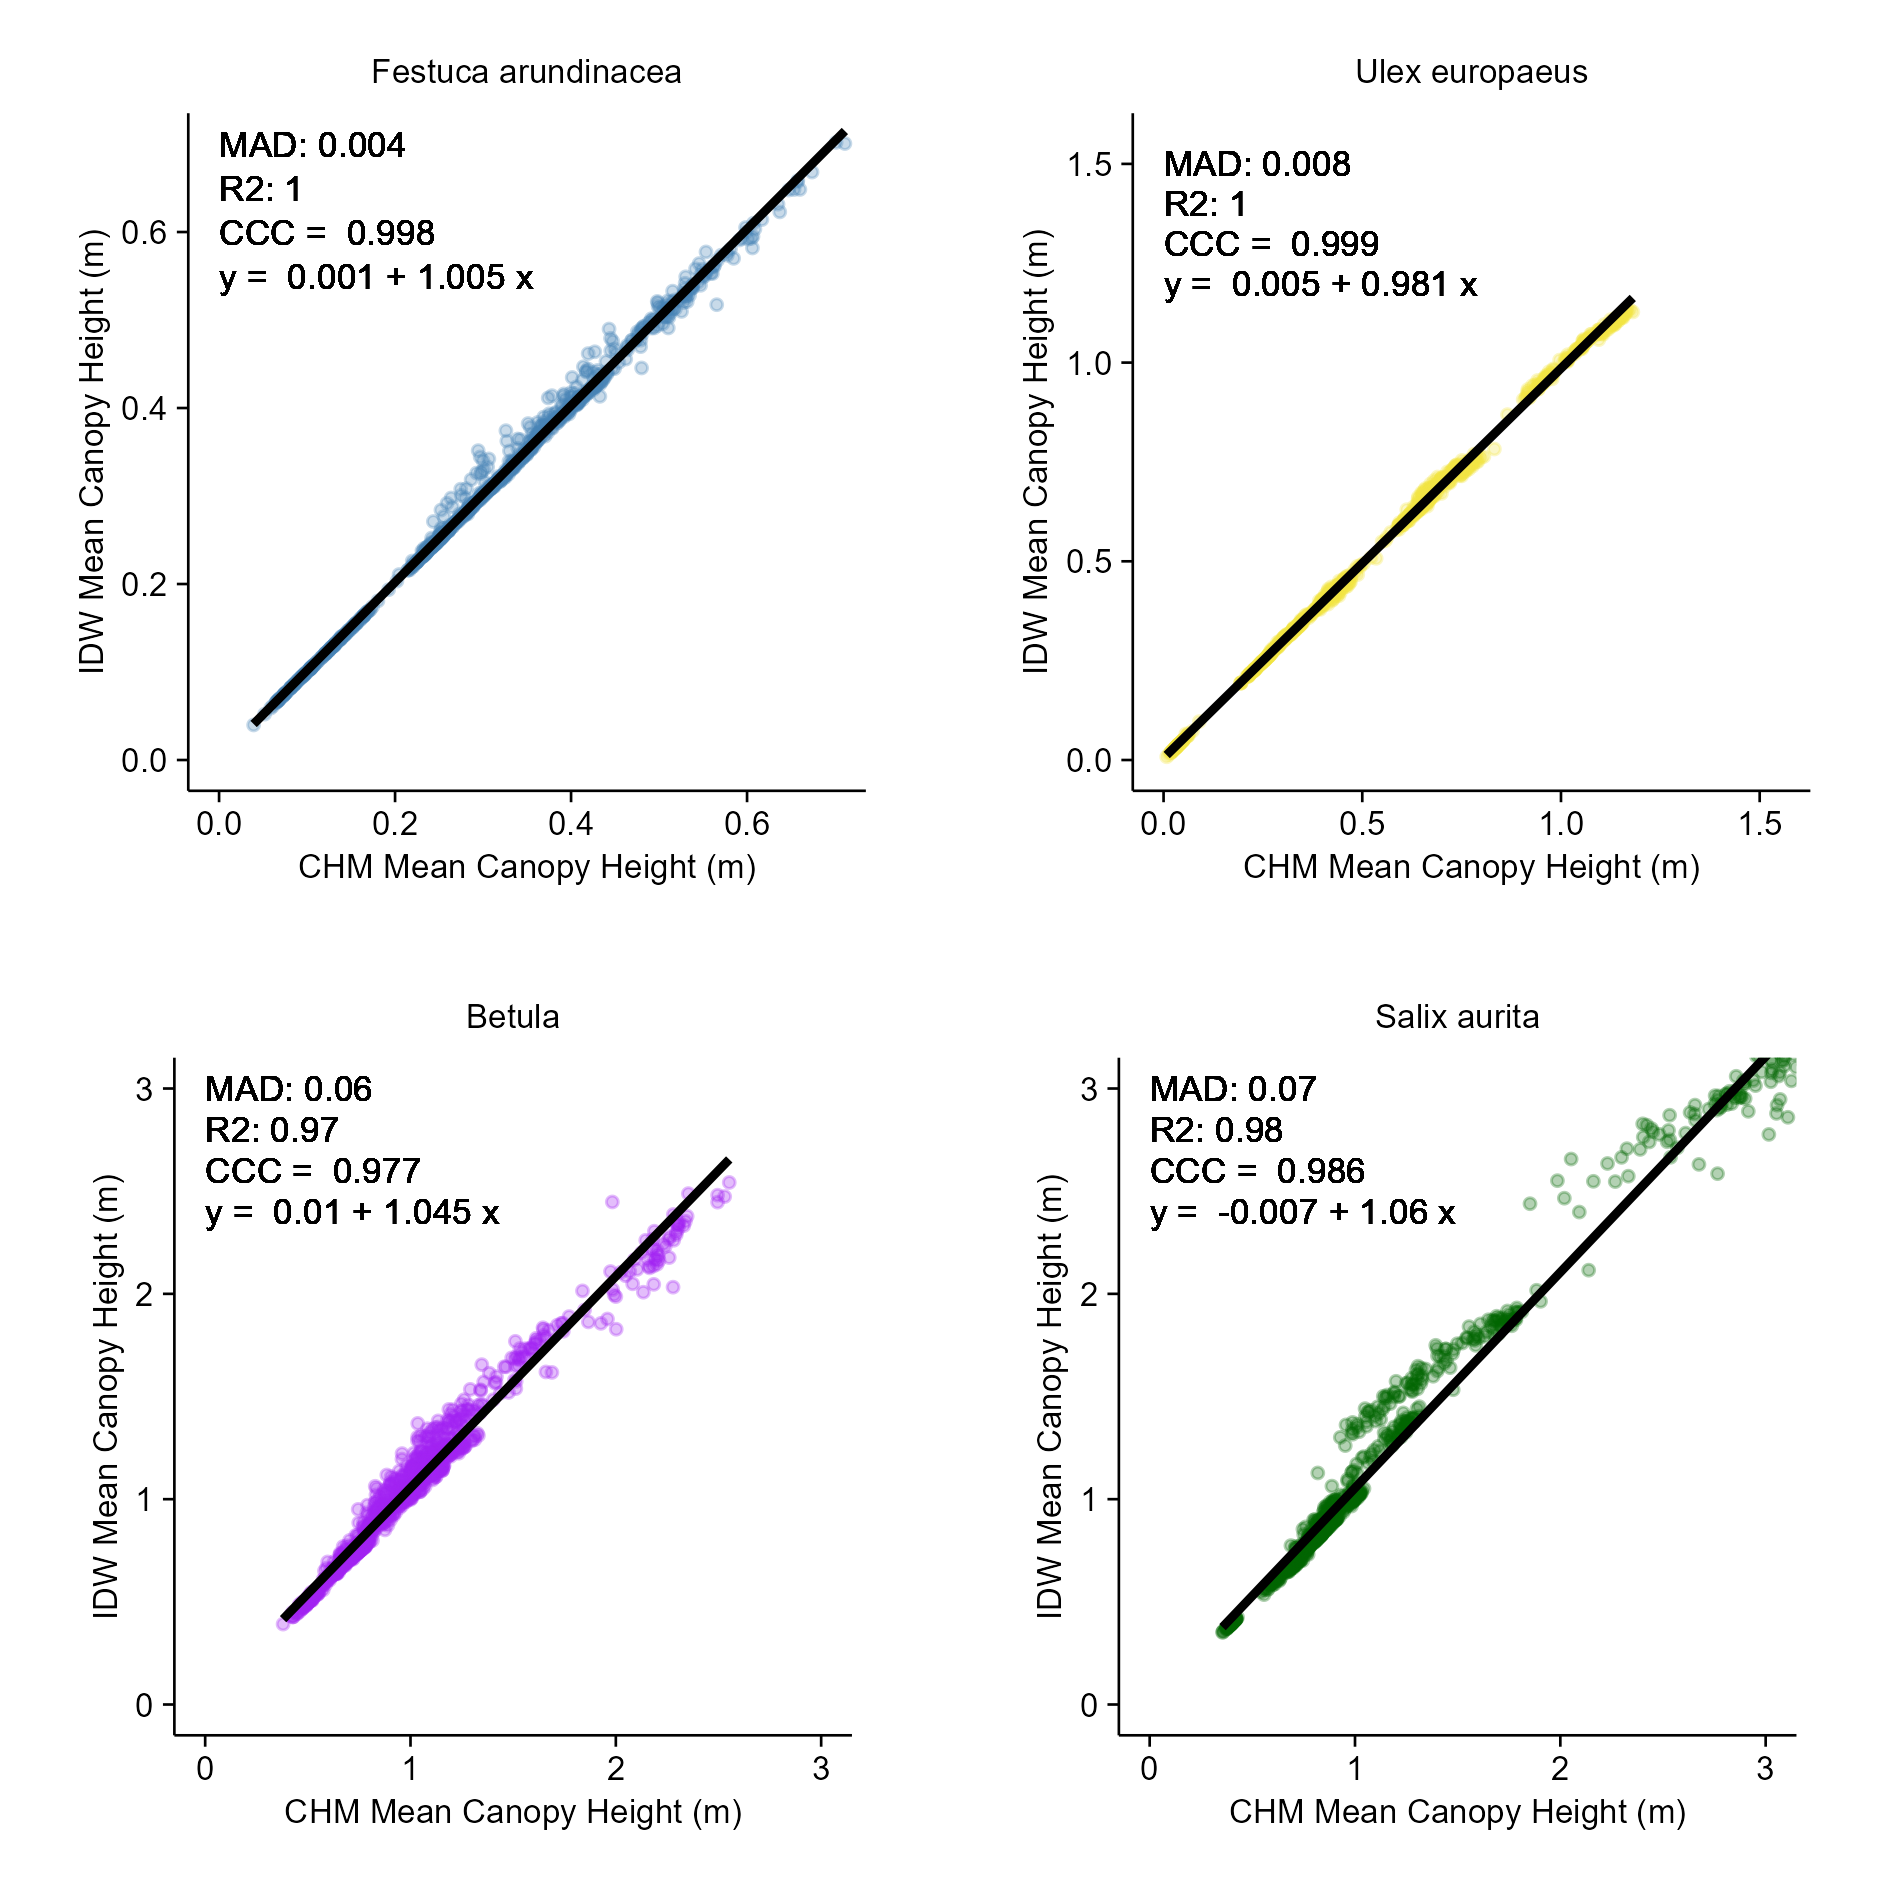 Festuca arundinacea
MAD: 0.004
R2: 1
CCC =  0.998
y =  0.001 + 1.005 x
IDW Mean Canopy Height (m)
0.6
0.4
0.2
0.0
0.0 0.2 0.4 0.6
CHM Mean Canopy Height (m)
Ulex europaeus
MAD: 0.008
R2: 1
CCC =  0.999
y =  0.005 + 0.981 x
IDW Mean Canopy Height (m)
1.5
1.0
0.5
0.0
0.0 0.5 1.0 1.5
CHM Mean Canopy Height (m)
Betula
MAD: 0.06
R2: 0.97
CCC =  0.977
y =  0.01 + 1.045 x
IDW Mean Canopy Height (m)
3
2
1
0
0 1 2 3
CHM Mean Canopy Height (m)
Salix aurita
MAD: 0.07
R2: 0.98
CCC =  0.986
y =  -0.007 + 1.06 x
IDW Mean Canopy Height (m)
3
2
1
0
0 1 2 3
CHM Mean Canopy Height (m)